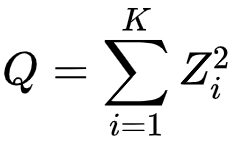 Q = \sum_{i=1}^{K} Z_i^2